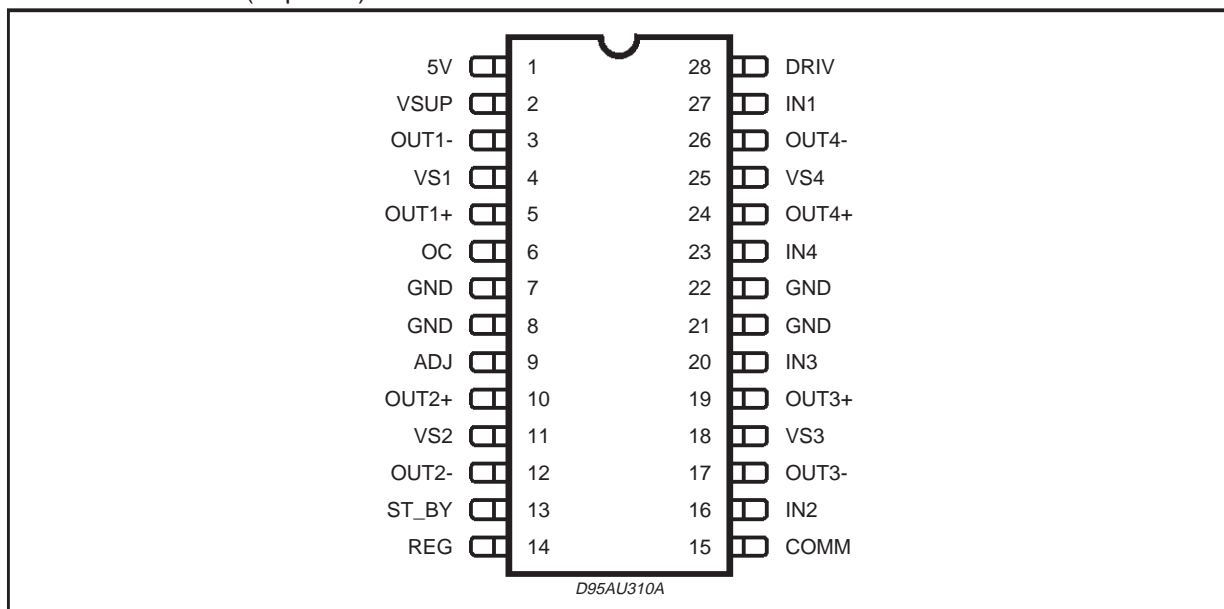 5V 1 28 DRIV
VSUP 2 27 IN1
OUT1- 3 26 OUT4-
VS1 4 25 VS4
OUT1+ 5 24 OUT4+
OC 6 23 IN4
GND 7 22 GND
GND 8 21 GND
ADJ 9 20 IN3
OUT2+ 10 19 OUT3+
VS2 11 18 VS3
OUT2- 12 17 OUT3-
ST_BY 13 16 IN2
REG 14 15 COMM
D95AU310A